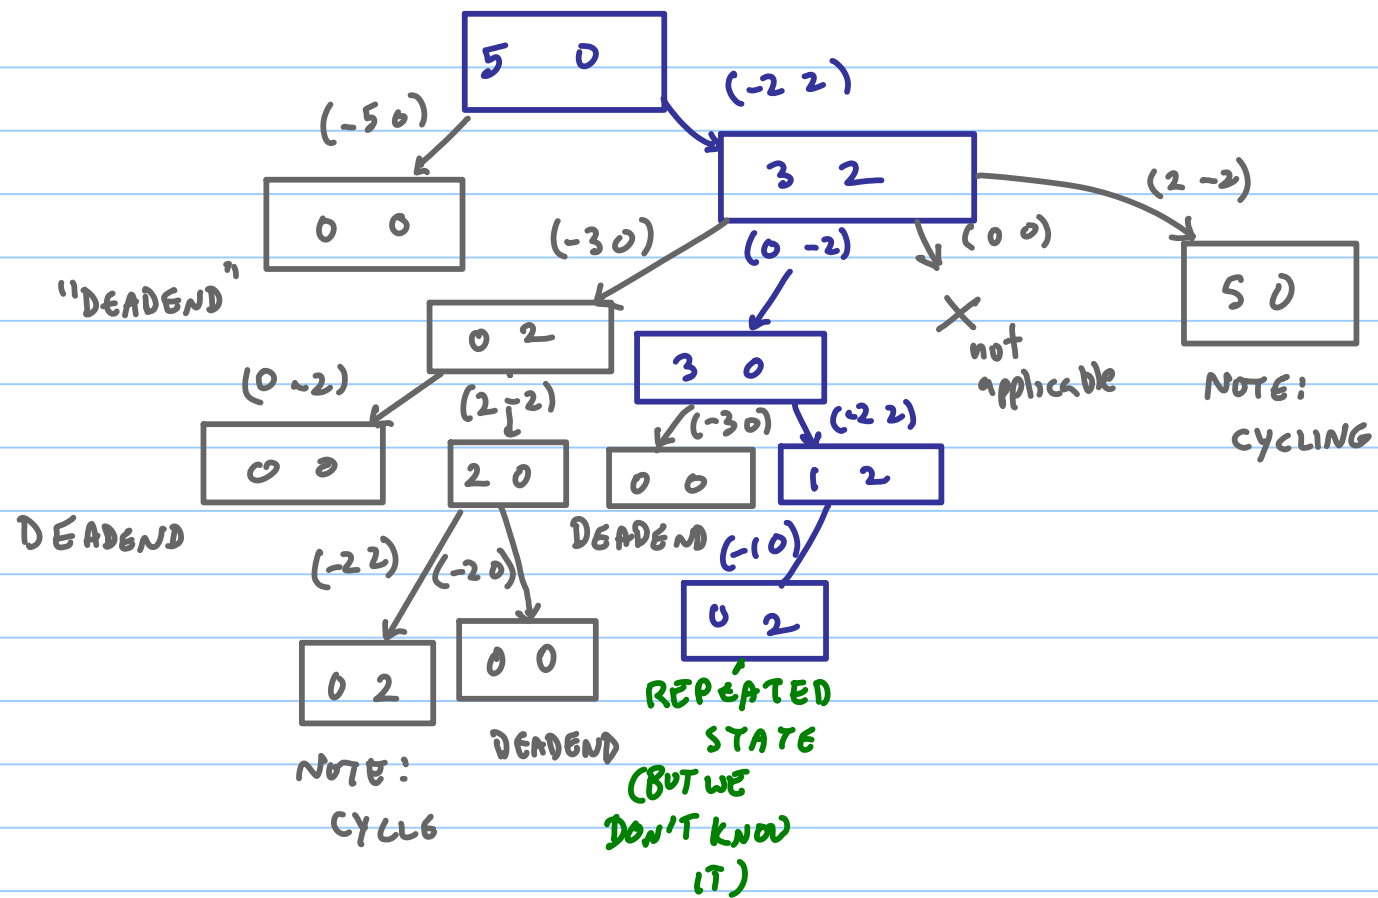 5 0
(-2 2)
(-5 0)
3 2
(2 -2)
0 0
(-3 0)
(0 -2)
(0 0)
"DEADEND"
5 0
0 2
3 0
not
applicable
NOTE:
CYCLING
(0 -2)
(2 -2)
(-3 0)
(-2 2)
0 0
2 0
0 0
1 2
DEADEND
DEADEND
(-2 2)
(-2 0)
(-1 0)
0 2
0 0
0 2
NOTE:
CYCLE
DEADEND
REPEATED
STATE
(BUT WE
DON'T KNOW
IT)